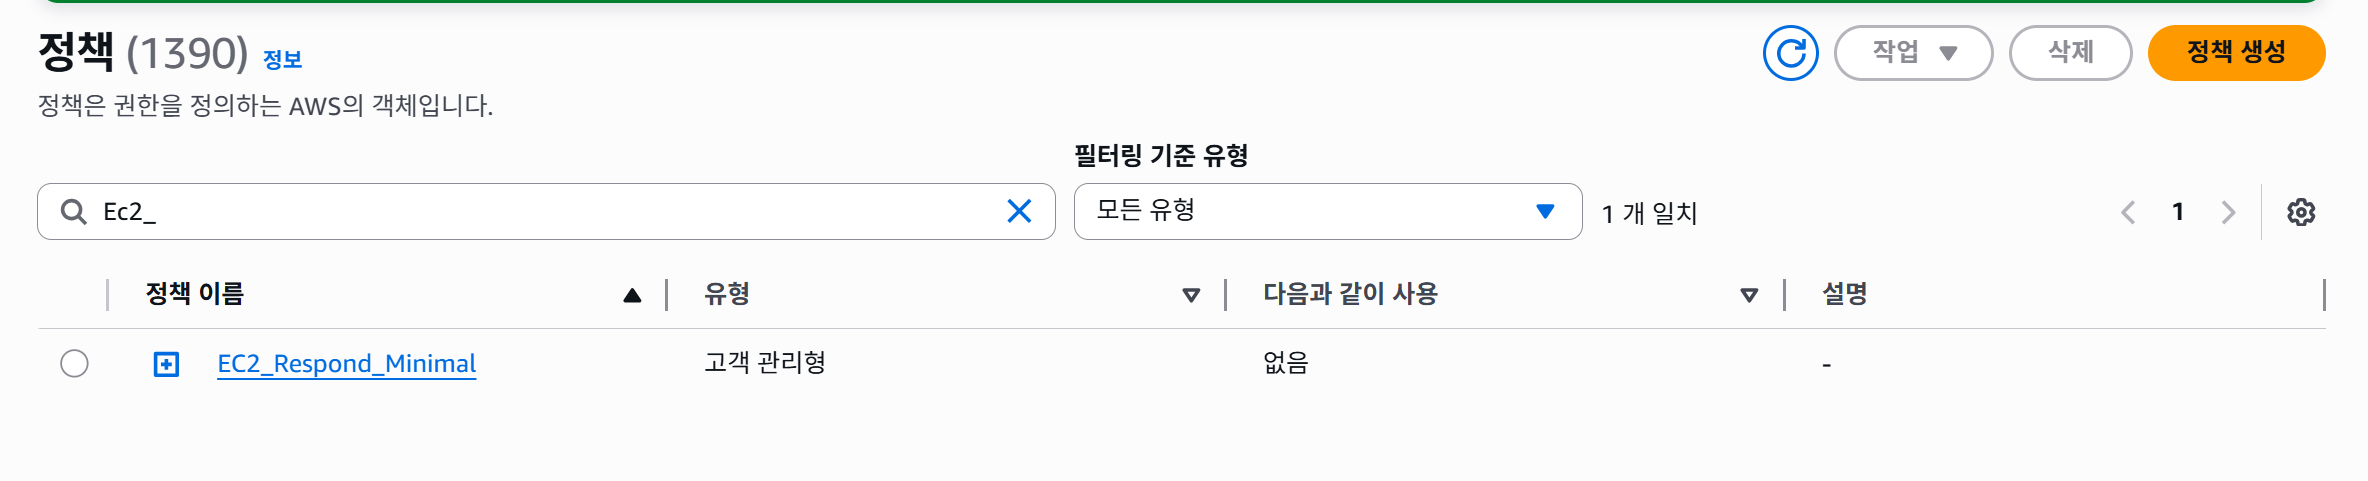 정책 (1390) 정보
작업 삭제 정책 생성
정책은 권한을 정의하는 AWS의 객체입니다.
필터링 기준 유형
Ec2_ 모든 유형 1 개 일치 1
정책 이름 유형 다음과 같이 사용 설명
EC2_Respond_Minimal 고객 관리형 없음 -